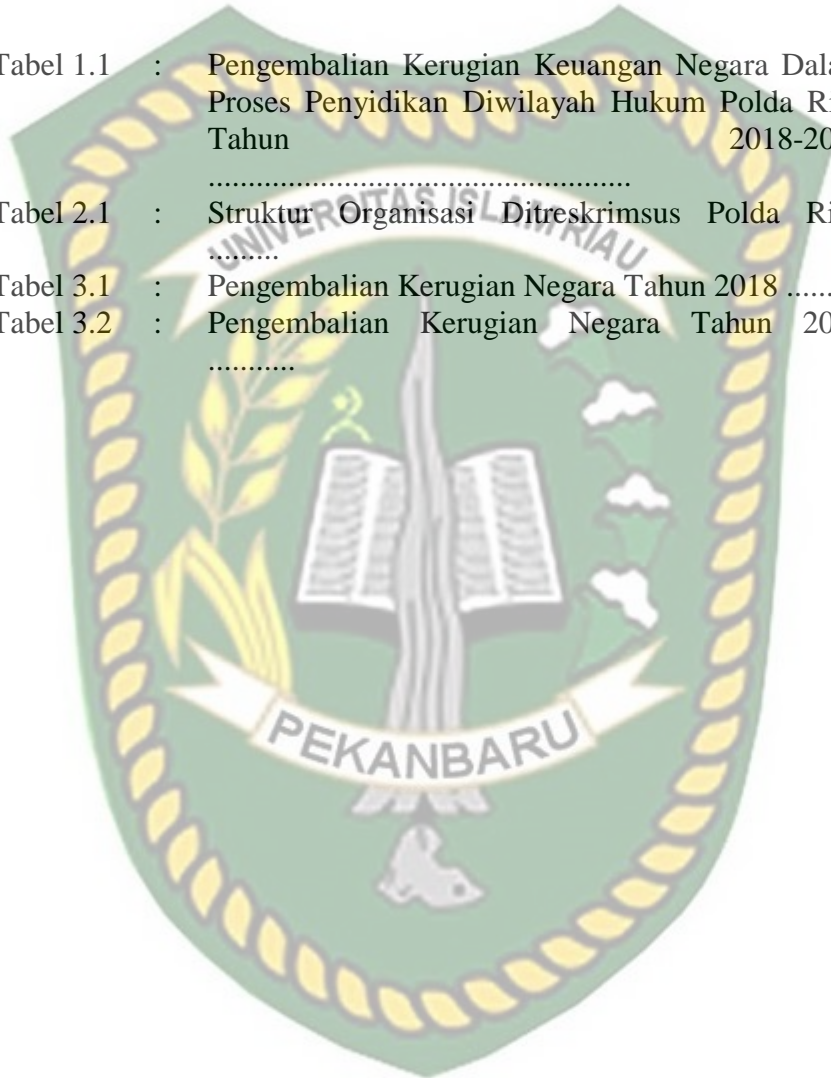 Tabel 1.1 : Pengembalian Kerugian Keuangan Negara Dala
Proses Penyidikan Diwilayah Hukum Polda Ri
Tahun 2018-20
....................................................
Tabel 2.1 : Struktur Organisasi Ditreskrimsus Polda Ri
.........
Tabel 3.1 : Pengembalian Kerugian Negara Tahun 2018 ......
Tabel 3.2 : Pengembalian Kerugian Negara Tahun 20
...........
UNIVERSITAS ISLAM RIAU
PEKANBARU